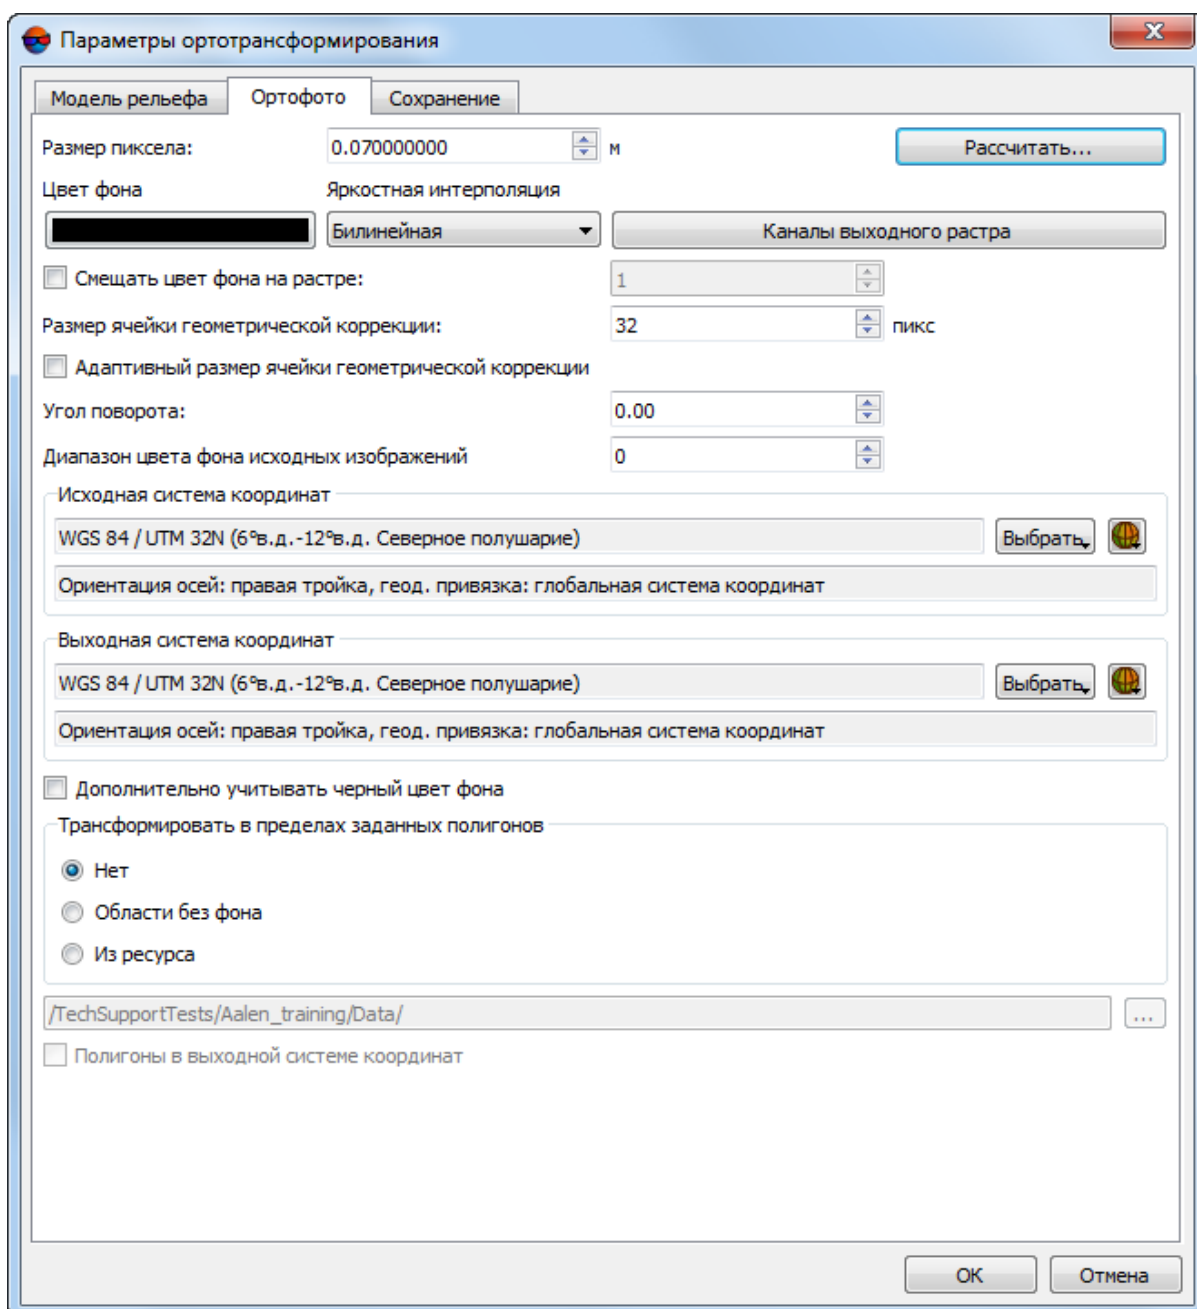 Параметры ортотрансформирования
Модель рельефа Ортофото Сохранение
Размер пиксела: 0.070000000 м Рассчитать...
Цвет фона Яркостная интерполяция
Билинейная Каналы выходного растра
Смещать цвет фона на растре: 1
Размер ячейки геометрической коррекции: 32 пикс
Адаптивный размер ячейки геометрической коррекции
Угол поворота: 0.00
Диапазон цвета фона исходных изображений 0
Исходная система координат
WGS 84 / UTM 32N (6°в.д.-12°в.д. Северное полушарие) Выбрать
Ориентация осей: правая тройка, геод. привязка: глобальная система координат
Выходная система координат
WGS 84 / UTM 32N (6°в.д.-12°в.д. Северное полушарие) Выбрать
Ориентация осей: правая тройка, геод. привязка: глобальная система координат
Дополнительно учитывать черный цвет фона
Трансформировать в пределах заданных полигонов
Нет
Области без фона
Из ресурса
/TechSupportTests/Aalen_training/Data/ ...
Полигоны в выходной системе координат
ОК Отмена